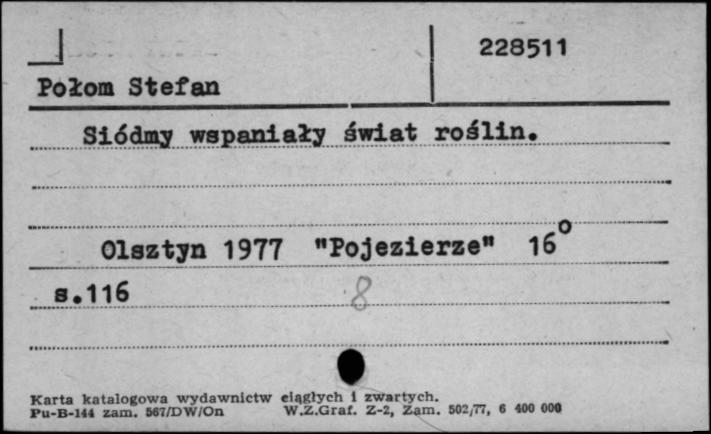 228511
Połom Stefan
Siódmy wspaniały świat roślin.
Olsztyn 1977 "Pojezierze" 16°
s.116
8
Karta katalogowa wydawnictw ciągłych i zwartych.
Pu-B-144 zam. 567/DW/On W.Z.Graf. Z-2, Zam. 502/77, 6 400 000